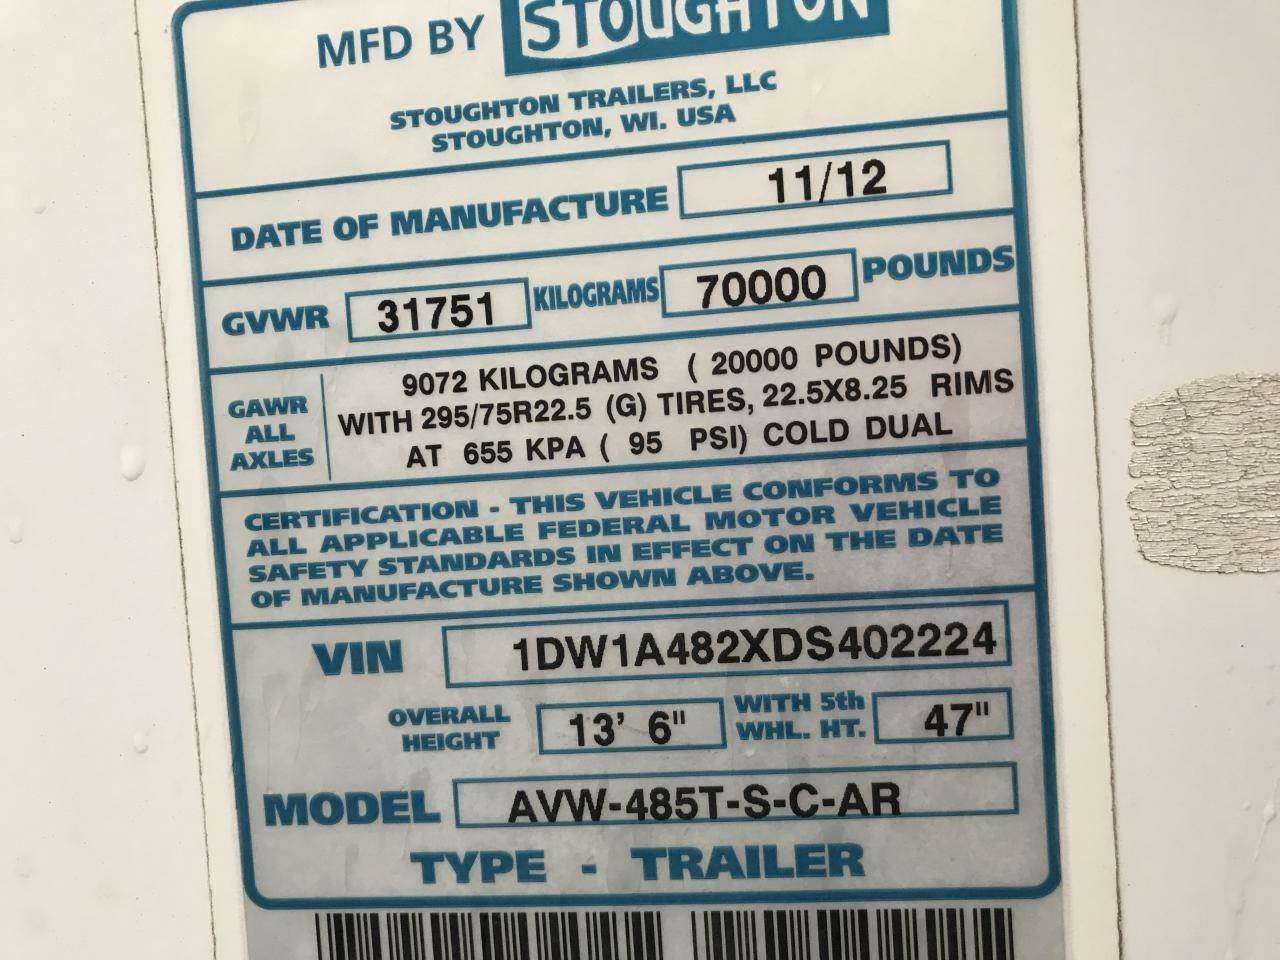 MFD BY STOUGHTON
STOUGHTON TRAILERS, LLC
STOUGHTON, WI. USA
DATE OF MANUFACTURE 11/12
GVWR 31751 KILOGRAMS 70000 POUNDS
GAWR ALL AXLES
9072 KILOGRAMS ( 20000 POUNDS)
WITH 295/75R22.5 (G) TIRES, 22.5X8.25 RIMS
AT 655 KPA ( 95 PSI) COLD DUAL
CERTIFICATION - THIS VEHICLE CONFORMS TO
ALL APPLICABLE FEDERAL MOTOR VEHICLE
SAFETY STANDARDS IN EFFECT ON THE DATE
OF MANUFACTURE SHOWN ABOVE.
VIN 1DW1A482XDS402224
OVERALL HEIGHT 13' 6" WITH 5th WHL. HT. 47"
MODEL AVW-485T-S-C-AR
TYPE - TRAILER